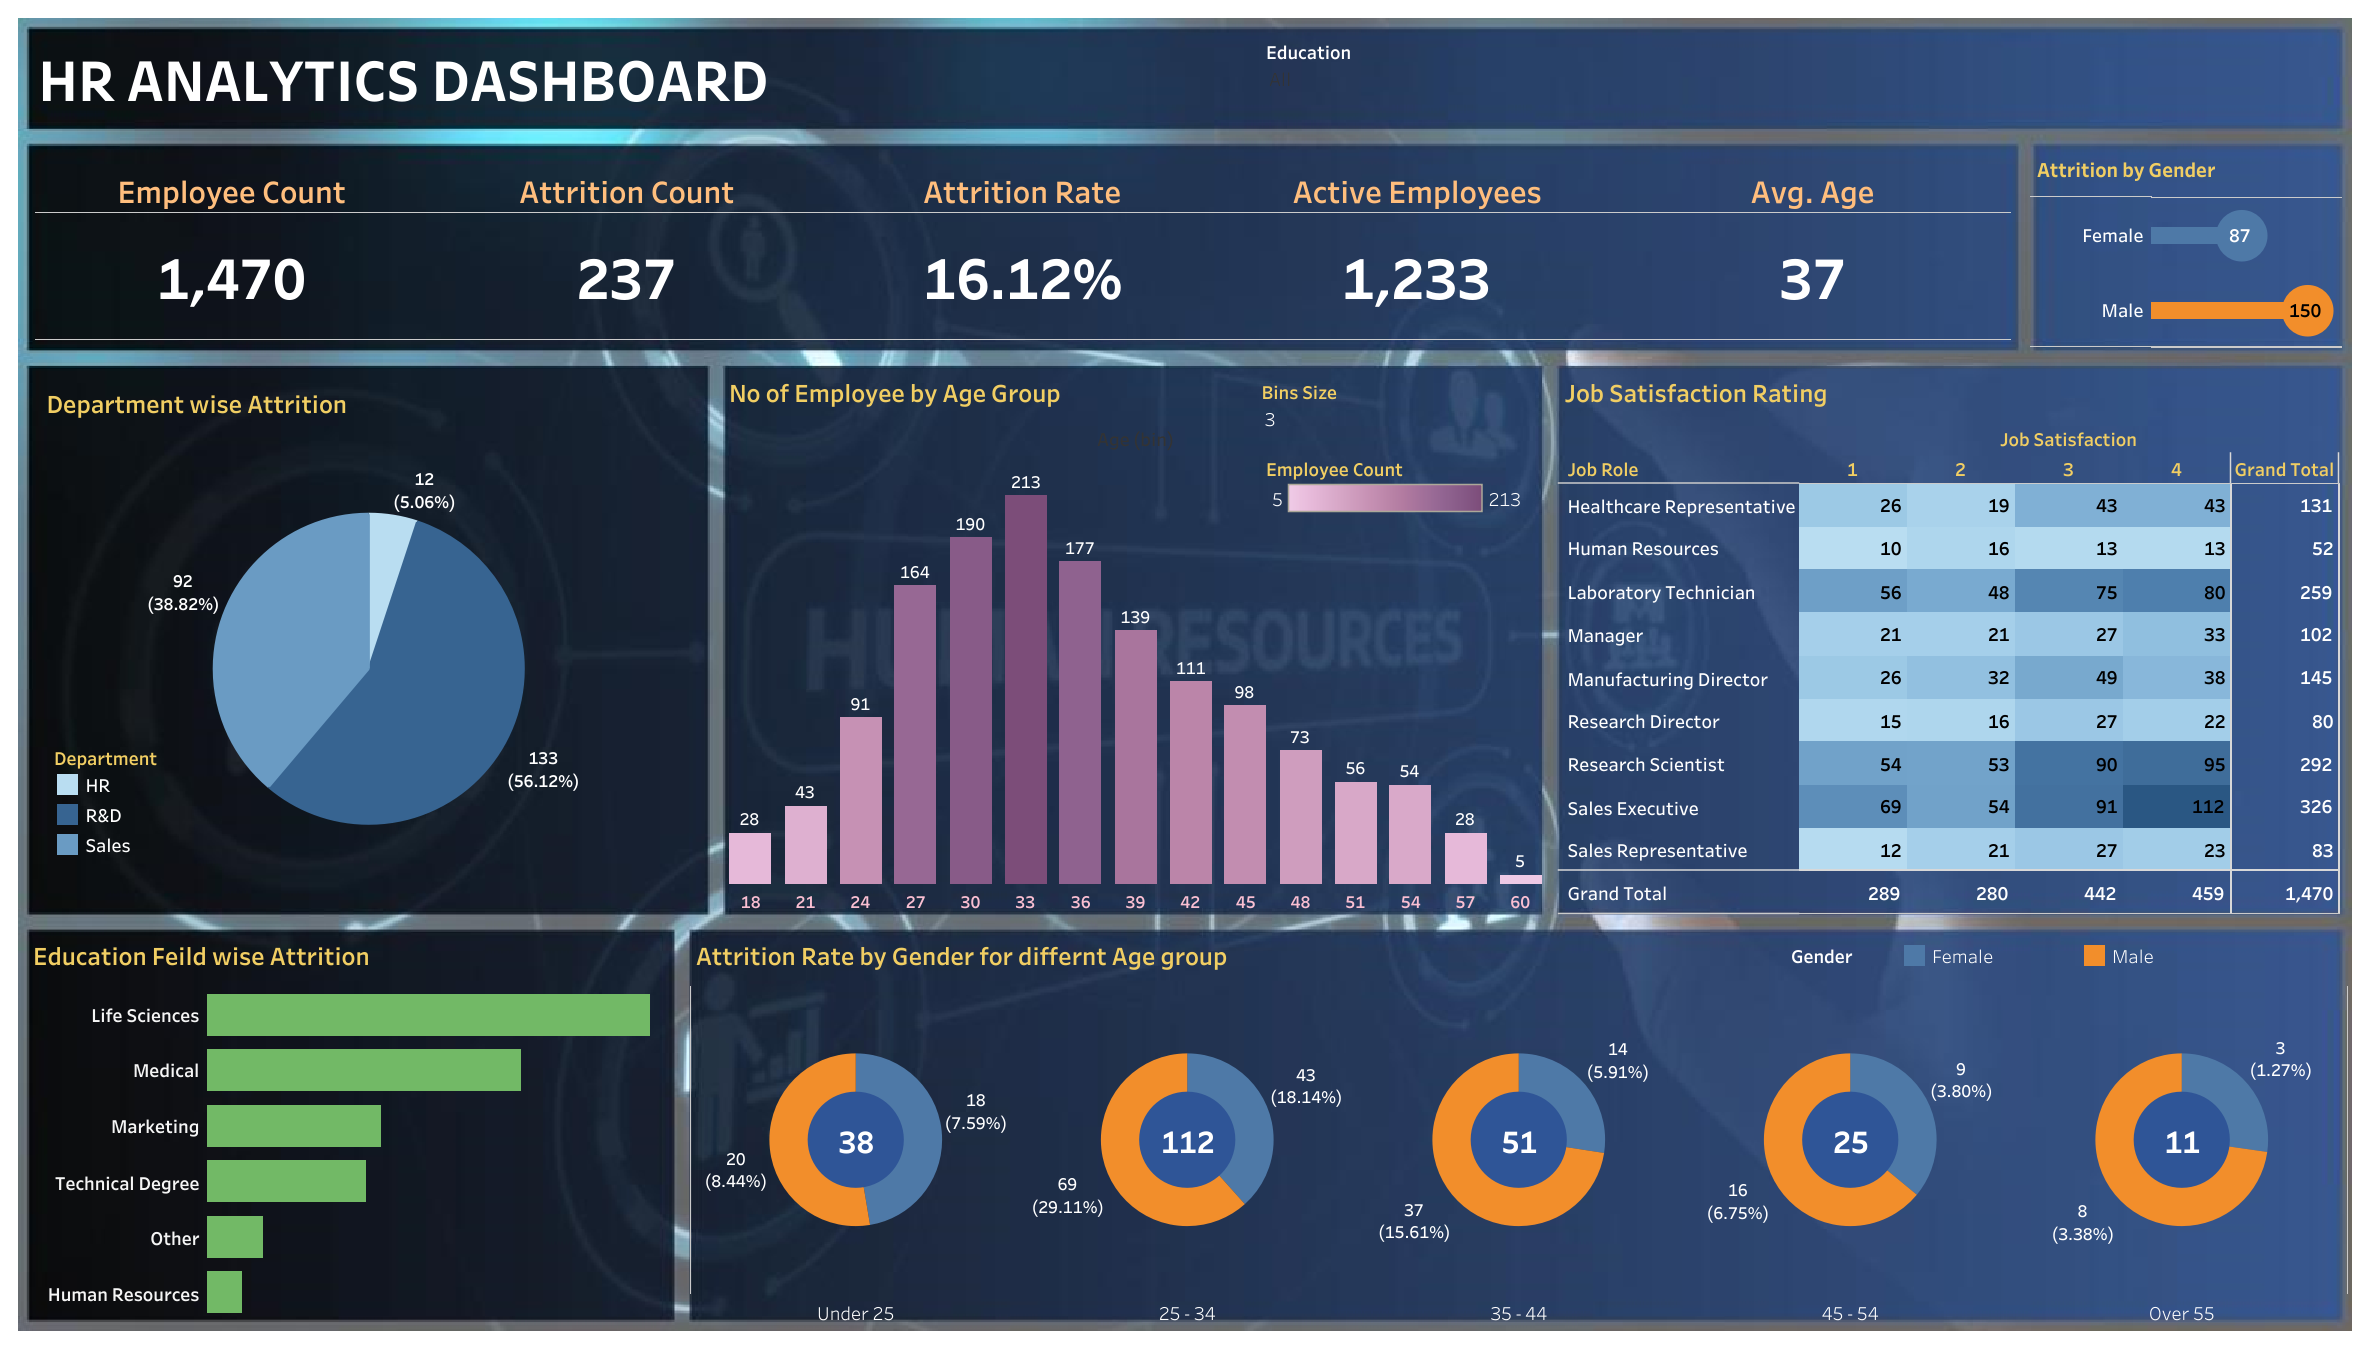 HR ANALYTICS DASHBOARD
Education
Employee Count Attrition Count Attrition Rate Active Employees Avg. Age
1,470 237 16.12% 1,233 37
Attrition by Gender
Female 87
Male 150
Department wise Attrition
12
(5.06%)
92
(38.82%)
133
(56.12%)
Department
HR
R&D
Sales
No of Employee by Age Group
Bins Size
3
Employee Count
5 213
28 43 91 164 190 213 177 139 111 98 73 56 54 28 5
18 21 24 27 30 33 36 39 42 45 48 51 54 57 60
HUMAN RESOURCES
Job Satisfaction Rating
Job Satisfaction
Job Role 1 2 3 4 Grand Total
Healthcare Representative 26 19 43 43 131
Human Resources 10 16 13 13 52
Laboratory Technician 56 48 75 80 259
Manager 21 21 27 33 102
Manufacturing Director 26 32 49 38 145
Research Director 15 16 27 22 80
Research Scientist 54 53 90 95 292
Sales Executive 69 54 91 112 326
Sales Representative 12 21 27 23 83
Grand Total 289 280 442 459 1,470
Education Feild wise Attrition
Life Sciences
Medical
Marketing
Technical Degree
Other
Human Resources
Attrition Rate by Gender for differnt Age group
Gender Female Male
18
(7.59%)
38
20
(8.44%)
Under 25
43
(18.14%)
112
69
(29.11%)
25 - 34
14
(5.91%)
51
37
(15.61%)
35 - 44
9
(3.80%)
25
16
(6.75%)
45 - 54
3
(1.27%)
11
8
(3.38%)
Over 55